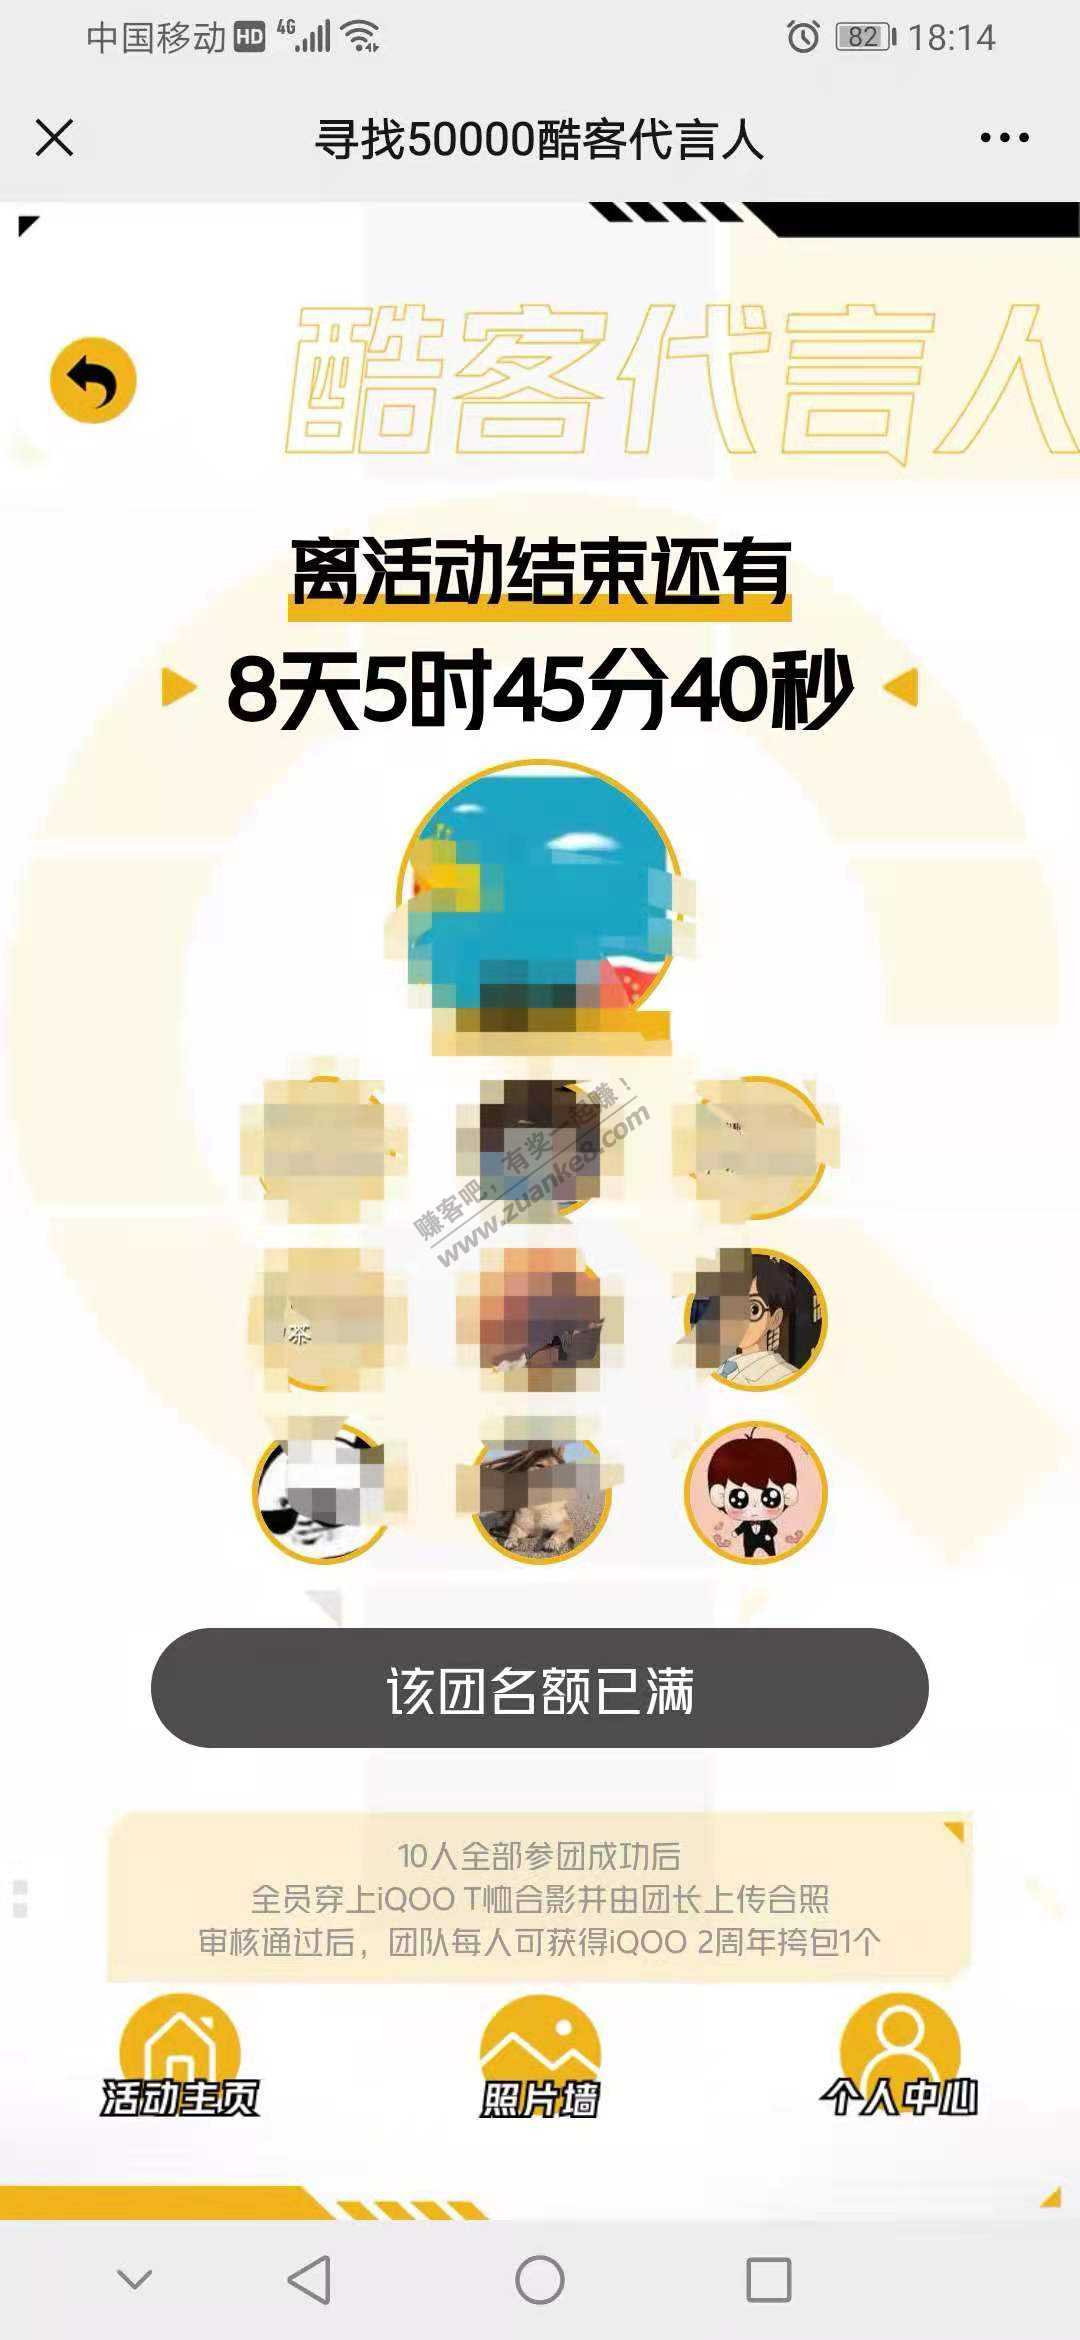 中国移动 HD 4G 82 18:14
寻找50000酷客代言人
酷客代言人
离活动结束还有
8天5时45分40秒
赚客吧，有奖一起赚！
www.zuanke8.com
茶
该团名额已满
10人全部参团成功后
全员穿上iQOO T恤合影并由团长上传合照
审核通过后，团队每人可获得iQOO 2周年挎包1个
活动主页 照片墙 个人中心